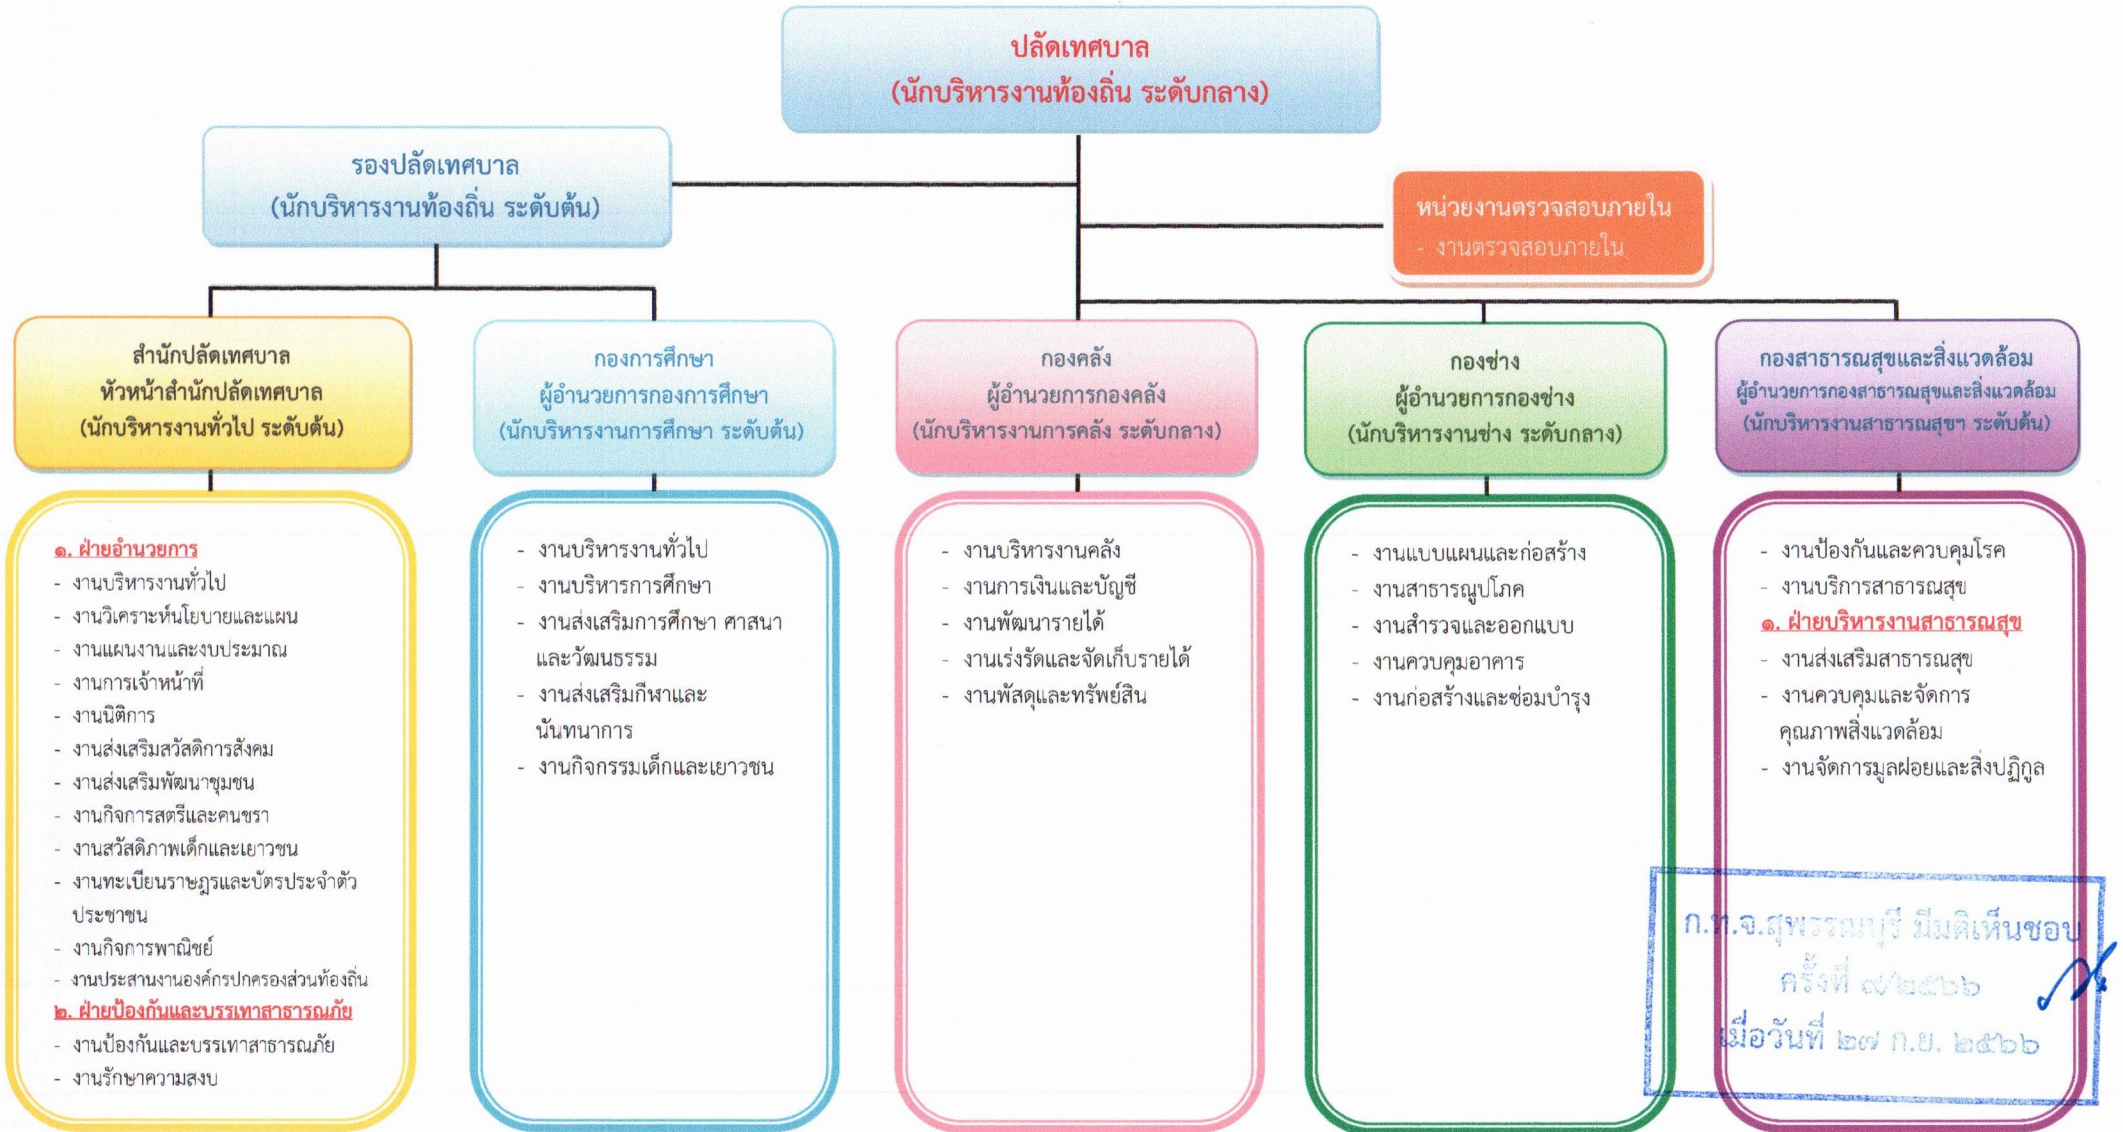 ปลัดเทศบาล
(นักบริหารงานท้องถิ่น ระดับกลาง)
รองปลัดเทศบาล
(นักบริหารงานท้องถิ่น ระดับต้น)
หน่วยงานตรวจสอบภายใน
- งานตรวจสอบภายใน
สำนักปลัดเทศบาล
หัวหน้าสำนักปลัดเทศบาล
(นักบริหารงานทั่วไป ระดับต้น)
กองการศึกษา
ผู้อำนวยการกองการศึกษา
(นักบริหารงานการศึกษา ระดับต้น)
กองคลัง
ผู้อำนวยการกองคลัง
(นักบริหารงานการคลัง ระดับกลาง)
กองช่าง
ผู้อำนวยการกองช่าง
(นักบริหารงานช่าง ระดับกลาง)
กองสาธารณสุขและสิ่งแวดล้อม
ผู้อำนวยการกองสาธารณสุขและสิ่งแวดล้อม
(นักบริหารงานสาธารณสุขฯ ระดับต้น)
๑. ฝ่ายอำนวยการ
- งานบริหารงานทั่วไป
- งานวิเคราะห์นโยบายและแผน
- งานแผนงานและงบประมาณ
- งานการเจ้าหน้าที่
- งานนิติการ
- งานส่งเสริมสวัสดิการสังคม
- งานส่งเสริมพัฒนาชุมชน
- งานกิจการสตรีและคนชรา
- งานสวัสดิภาพเด็กและเยาวชน
- งานทะเบียนราษฎรและบัตรประจำตัว
ประชาชน
- งานกิจการพาณิชย์
- งานประสานงานองค์กรปกครองส่วนท้องถิ่น
๒. ฝ่ายป้องกันและบรรเทาสาธารณภัย
- งานป้องกันและบรรเทาสาธารณภัย
- งานรักษาความสงบ
- งานบริหารงานทั่วไป
- งานบริหารการศึกษา
- งานส่งเสริมการศึกษา ศาสนา
และวัฒนธรรม
- งานส่งเสริมกีฬาและ
นันทนาการ
- งานกิจกรรมเด็กและเยาวชน
- งานบริหารงานคลัง
- งานการเงินและบัญชี
- งานพัฒนารายได้
- งานเร่งรัดและจัดเก็บรายได้
- งานพัสดุและทรัพย์สิน
- งานแบบแผนและก่อสร้าง
- งานสาธารณูปโภค
- งานสำรวจและออกแบบ
- งานควบคุมอาคาร
- งานก่อสร้างและซ่อมบำรุง
- งานป้องกันและควบคุมโรค
- งานบริการสาธารณสุข
๑. ฝ่ายบริหารงานสาธารณสุข
- งานส่งเสริมสาธารณสุข
- งานควบคุมและจัดการ
คุณภาพสิ่งแวดล้อม
- งานจัดการมูลฝอยและสิ่งปฏิกูล
ก.ท.จ.สุพรรณบุรี มีมติเห็นชอบ
ครั้งที่ ๙/๒๕๖๖
เมื่อวันที่ ๒๗ ก.ย. ๒๕๖๖